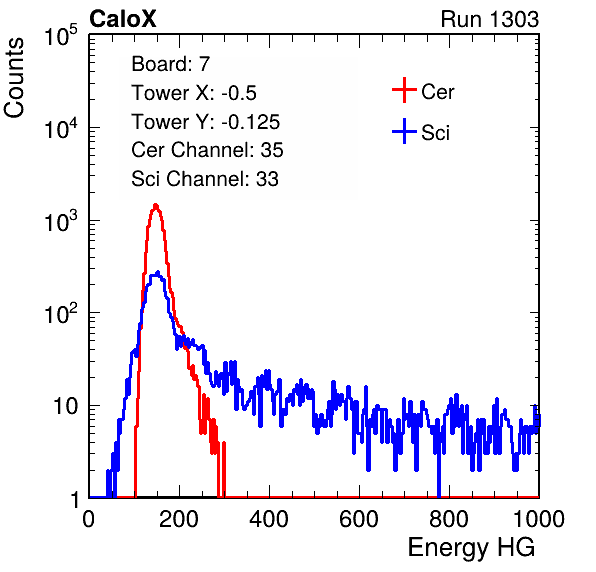 CaloX Run 1303
Counts
10^5
10^4
10^3
10^2
10
1
Board: 7
Tower X: -0.5
Tower Y: -0.125
Cer Channel: 35
Sci Channel: 33
Cer
Sci
0 200 400 600 800 1000
Energy HG